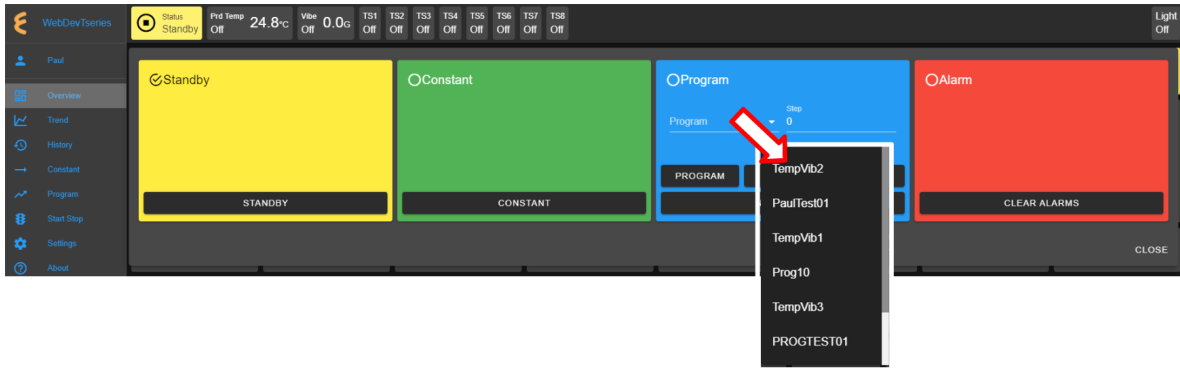 WebDevTseries
Status
Standby
Prd Temp
Off
24.8°C
Vibe
Off
0.0G
TS1
Off
TS2
Off
TS3
Off
TS4
Off
TS5
Off
TS6
Off
TS7
Off
TS8
Off
Light
Off
Paul
Overview
Trend
History
Constant
Program
Start Stop
Settings
About
Standby
STANDBY
Constant
CONSTANT
Program
Program
Step
0
PROGRAM
TempVib2
PaulTest01
TempVib1
Prog10
TempVib3
PROGTEST01
Alarm
CLEAR ALARMS
CLOSE